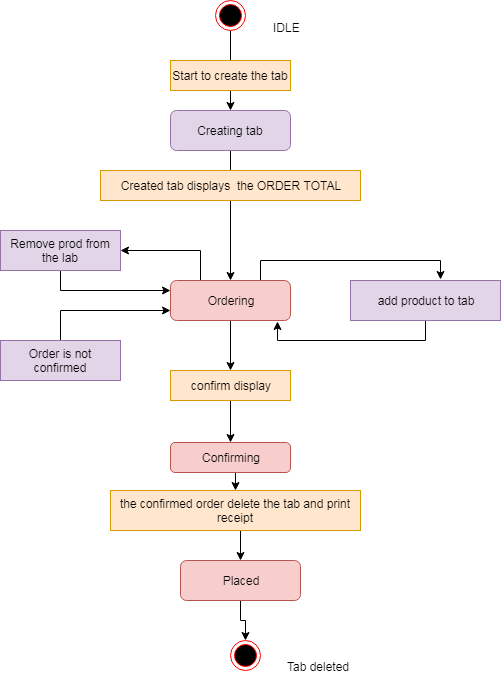 IDLE
Start to create the tab
Creating tab
Created tab displays the ORDER TOTAL
Remove prod from
the lab
Ordering
add product to tab
Order is not
confirmed
confirm display
Confirming
the confirmed order delete the tab and print
receipt
Placed
Tab deleted